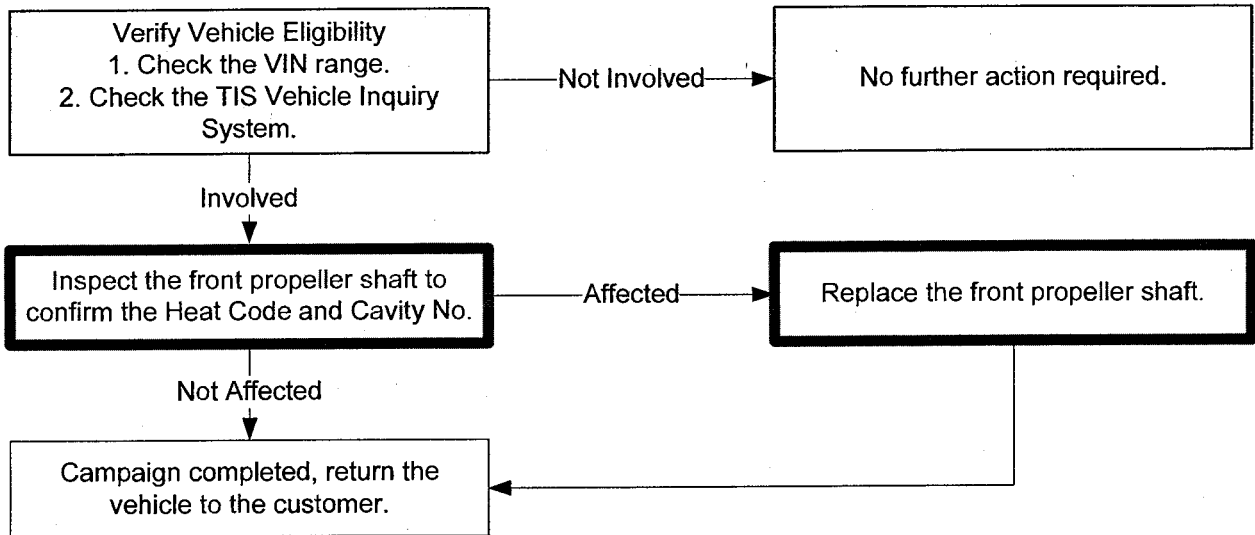 Verify Vehicle Eligibility
1. Check the VIN range.
2. Check the TIS Vehicle Inquiry
System.
Not Involved
No further action required.
Involved
Inspect the front propeller shaft to
confirm the Heat Code and Cavity No.
Affected
Replace the front propeller shaft.
Not Affected
Campaign completed, return the
vehicle to the customer.